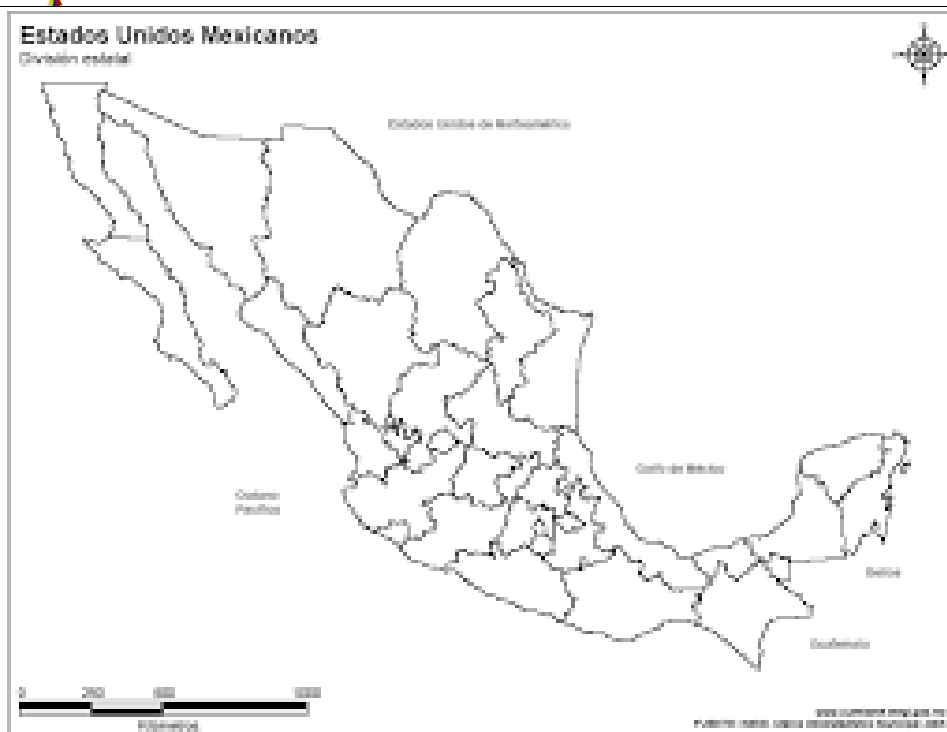 Estados Unidos Mexicanos
División estatal
Estados Unidos de Norteamérica
Golfo de México
Océano
Pacífico
Belice
Guatemala
0 250 500 1000
Kilómetros